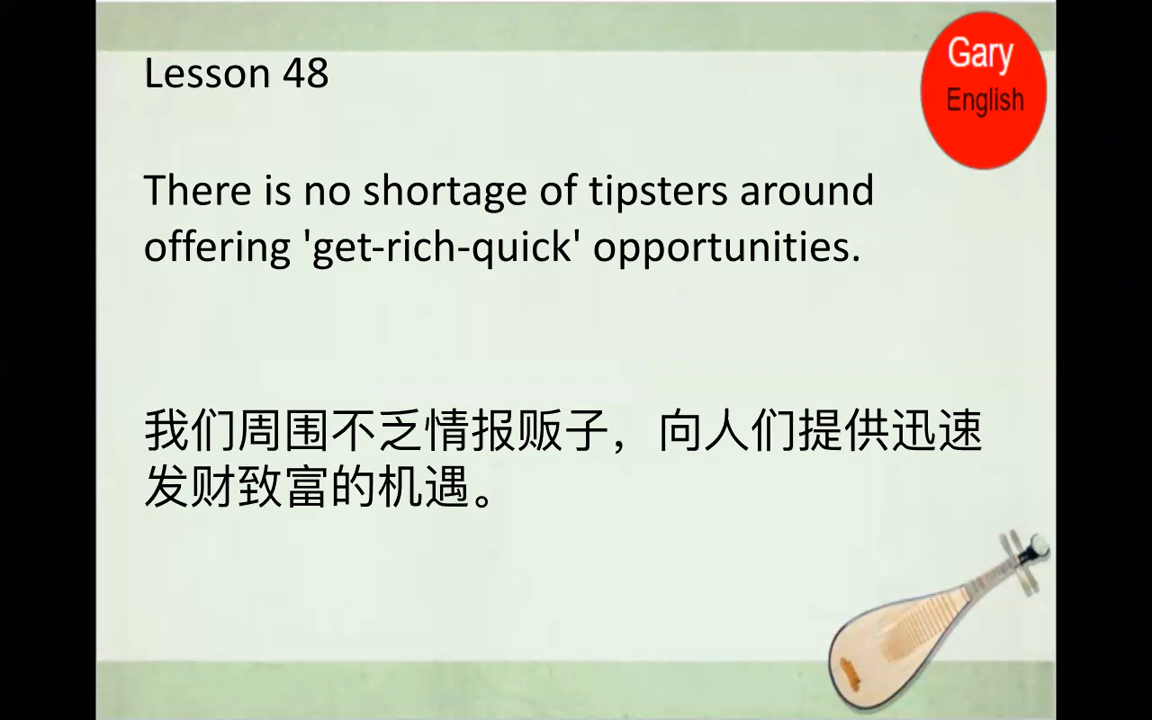 Gary
English
Lesson 48
There is no shortage of tipsters around
offering 'get-rich-quick' opportunities.
我们周围不乏情报贩子，向人们提供迅速
发财致富的机遇。